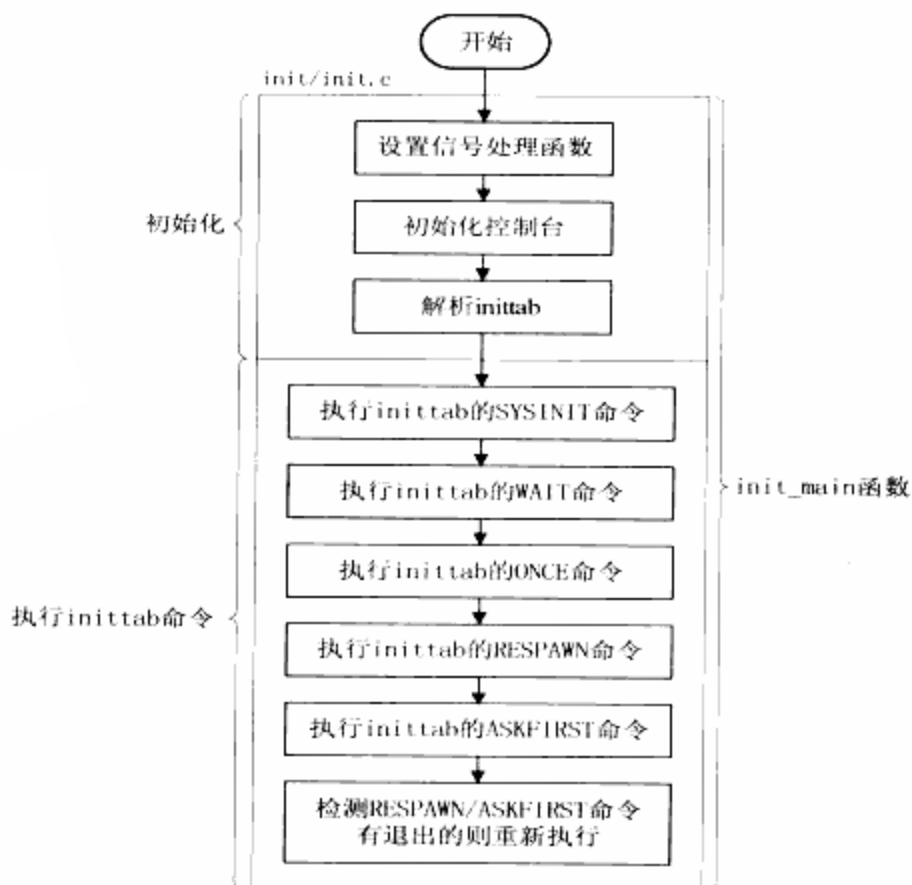 开始
init/init.c
设置信号处理函数
初始化
初始化控制台
解析inittab
执行inittab的SYSINIT命令
执行inittab的WAIT命令
init_main函数
执行inittab的ONCE命令
执行inittab命令
执行inittab的RESPAWN命令
执行inittab的ASKFIRST命令
检测RESPAWN/ASKFIRST命令
有退出的则重新执行